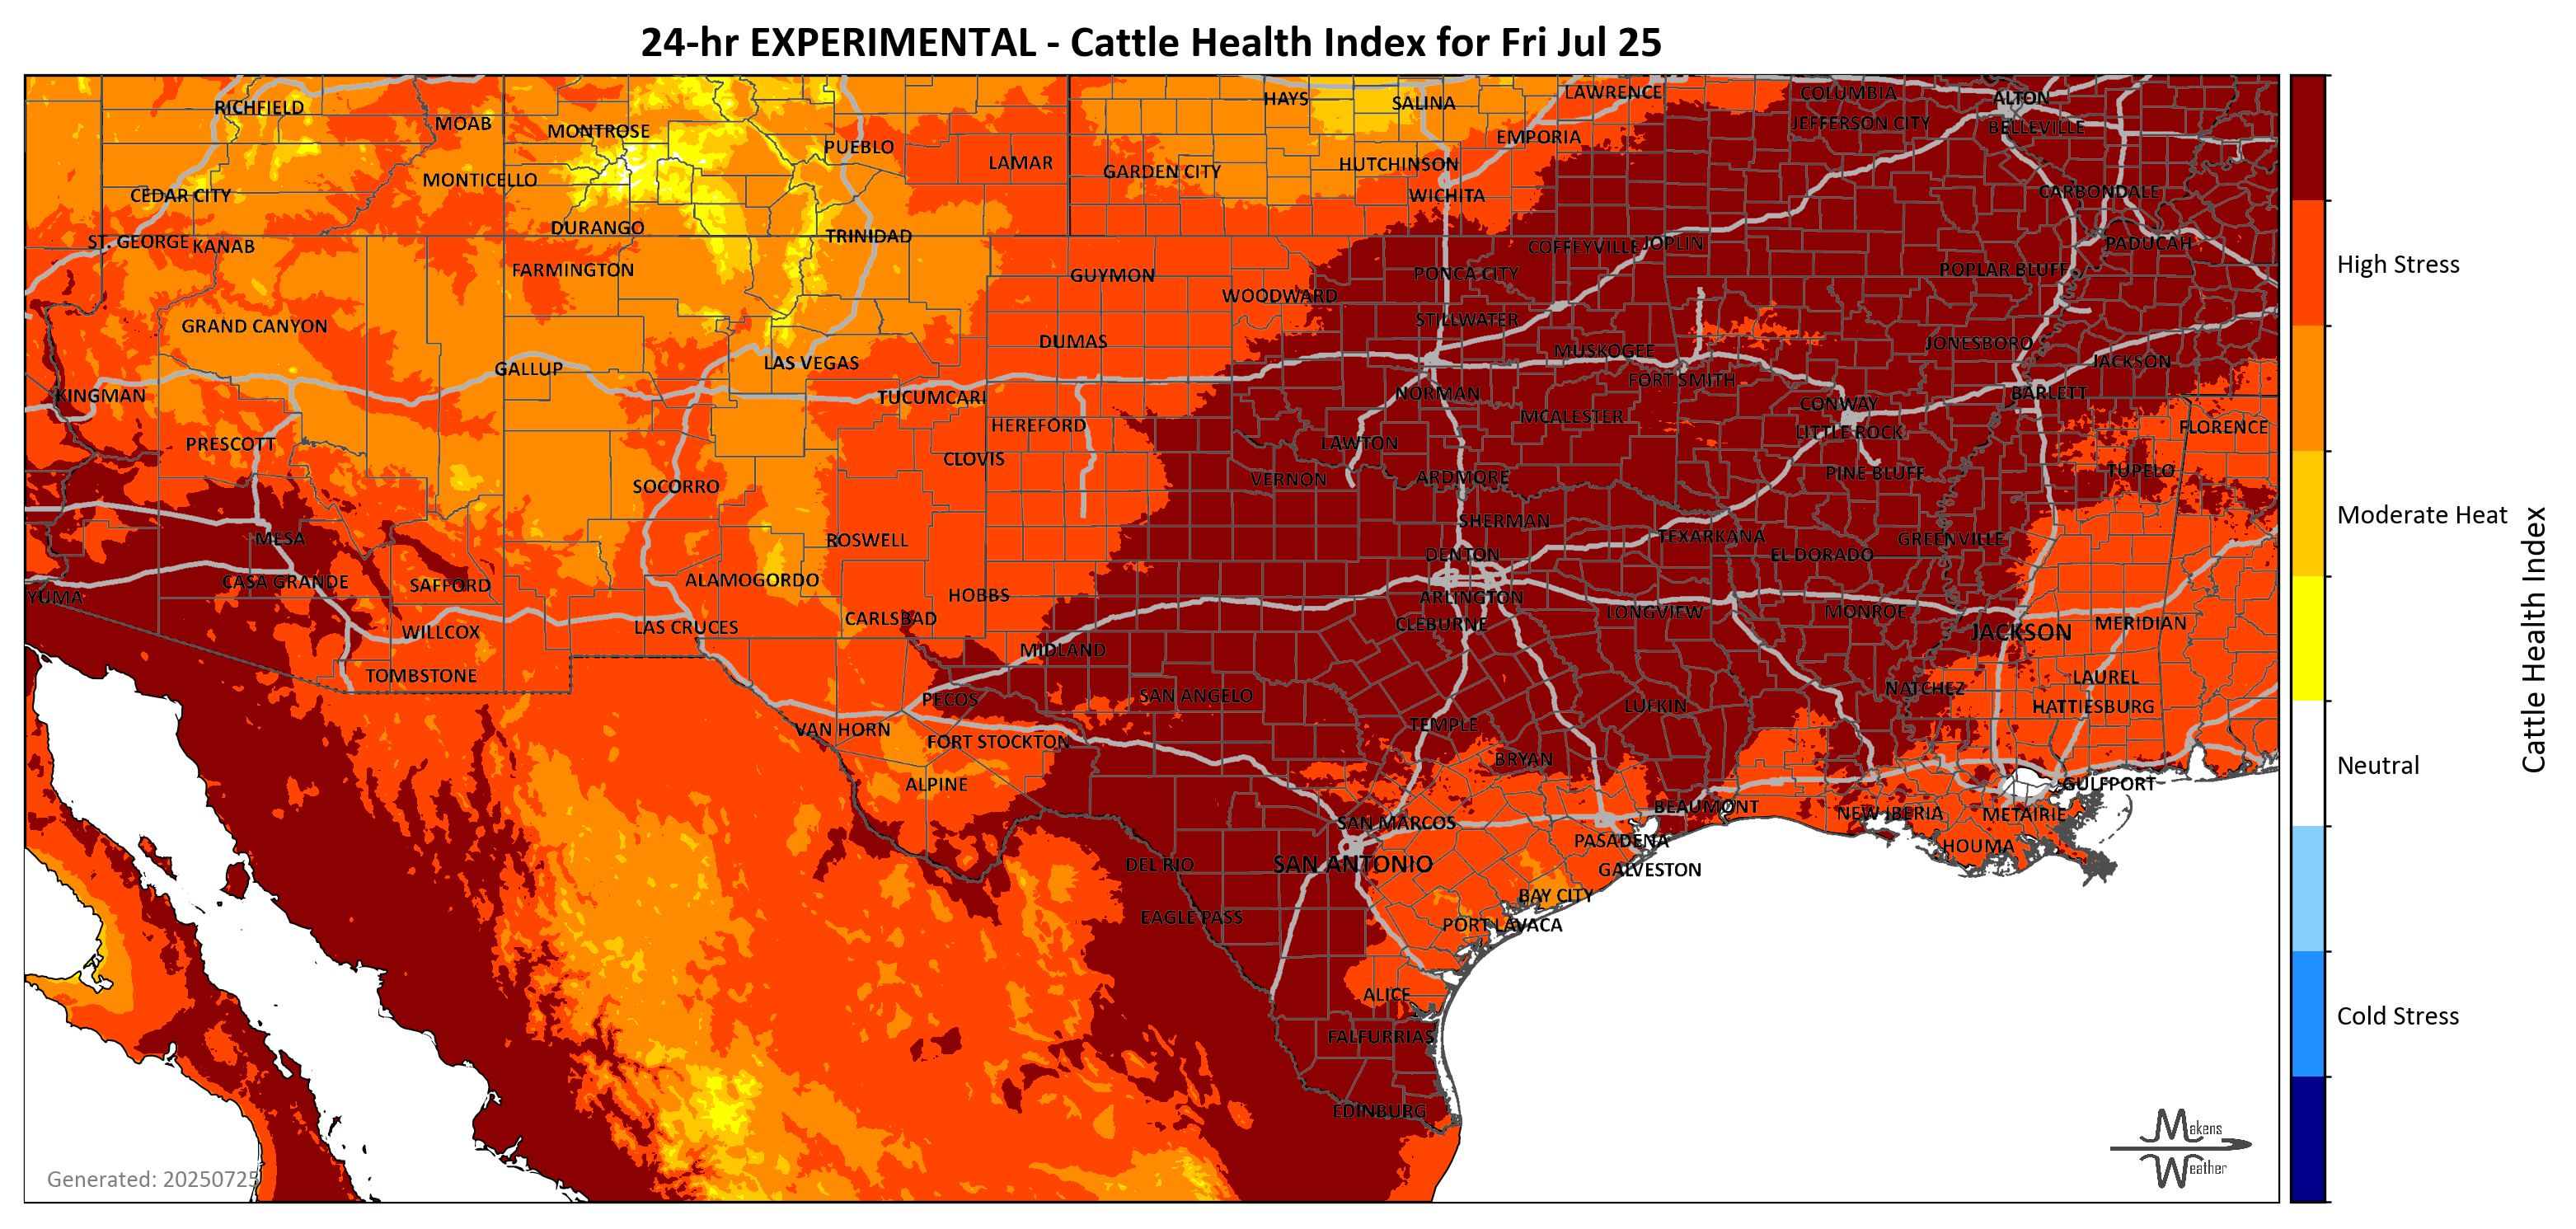 24-hr EXPERIMENTAL - Cattle Health Index for Fri Jul 25
RICHFIELD
MOAB
MONTROSE
PUEBLO
LAMAR
HAYS
SALINA
LAWRENCE
COLUMBIA
ALTON
JEFFERSON CITY
BELLEVILLE
EMPORIA
HUTCHINSON
GARDEN CITY
WICHITA
MONTICELLO
CEDAR CITY
CARBONDALE
DURANGO
TRINIDAD
ST. GEORGE
KANAB
COFFEYVILLE
JOPLIN
PADUCAH
FARMINGTON
GUYMON
PONCA CITY
POPLAR BLUFF
High Stress
WOODWARD
STILLWATER
GRAND CANYON
DUMAS
MUSKOGEE
JONESBORO
JACKSON
LAS VEGAS
GALLUP
FORT SMITH
KINGMAN
TUCUMCARI
NORMAN
BARLETT
CONWAY
HEREFORD
MCALESTER
LITTLE ROCK
FLORENCE
PRESCOTT
LAWTON
CLOVIS
VERNON
ARDMORE
PINE BLUFF
TUPELO
SOCORRO
Moderate Heat
SHERMAN
MESA
ROSWELL
TEXARKANA
GREENVILLE
DENTON
EL DORADO
CASA GRANDE
SAFFORD
ALAMOGORDO
YUMA
HOBBS
ARLINGTON
CARLSBAD
CLEBURNE
LONGVIEW
MONROE
MERIDIAN
WILLCOX
LAS CRUCES
JACKSON
Cattle Health Index
MIDLAND
TOMBSTONE
LAUREL
PECOS
SAN ANGELO
NATCHEZ
LUFKIN
HATTIESBURG
VAN HORN
TEMPLE
FORT STOCKTON
BRYAN
Neutral
ALPINE
GULFPORT
BEAUMONT
NEW IBERIA
METAIRIE
SAN MARCOS
PASADENA
HOUMA
DEL RIO
SAN ANTONIO
GALVESTON
BAY CITY
EAGLE PASS
PORT LAVACA
ALICE
Cold Stress
FALFURRIAS
EDINBURG
Makens
Weather
Generated: 20250725